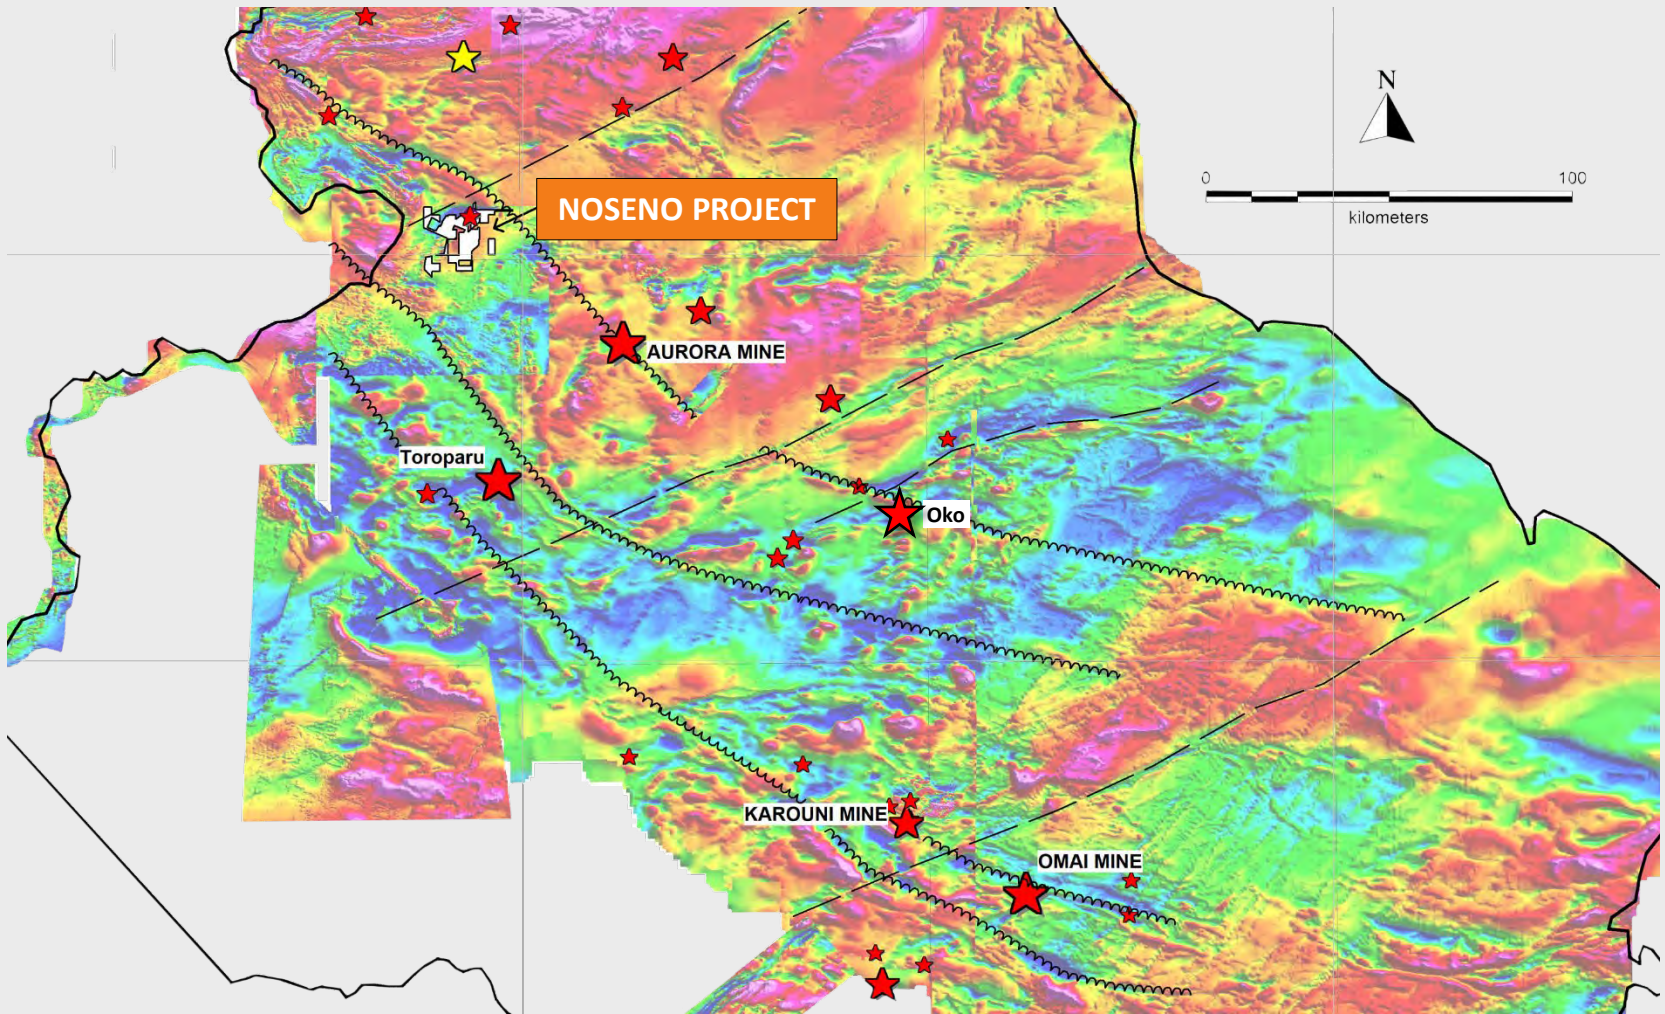 N
0 100
kilometers
NOSENO PROJECT
AURORA MINE
Toroparu
Oko
KAROUNI MINE
OMAI MINE